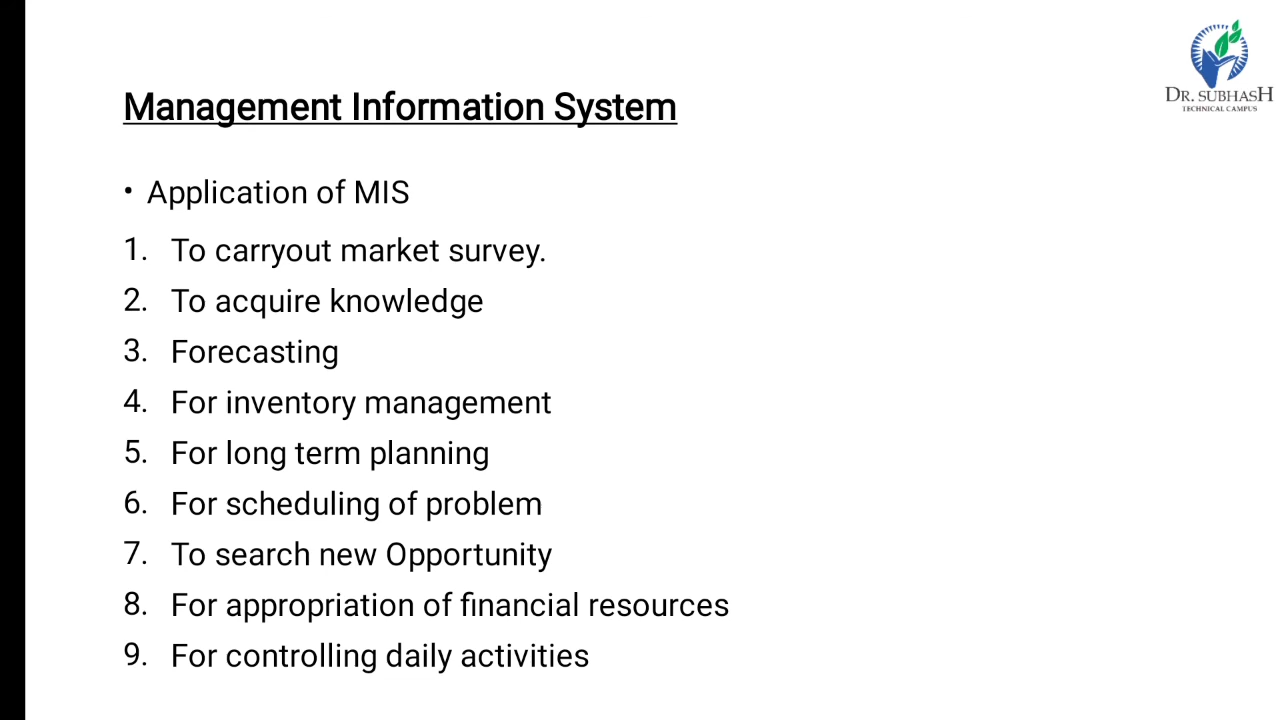 DR. SUBHASH
TECHNICAL CAMPUS
Management Information System
• Application of MIS
1. To carryout market survey.
2. To acquire knowledge
3. Forecasting
4. For inventory management
5. For long term planning
6. For scheduling of problem
7. To search new Opportunity
8. For appropriation of financial resources
9. For controlling daily activities